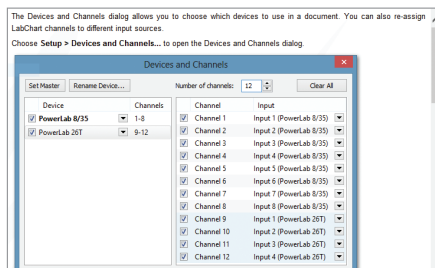 The Devices and Channels dialog allows you to choose which devices to use in a document. You can also re-assign
LabChart channels to different input sources.
Choose Setup > Devices and Channels... to open the Devices and Channels dialog.
Devices and Channels
Set Master Rename Device... Number of channels: 12 Clear All
Device Channels Channel Input
PowerLab 8/35 1-8 Channel 1 Input 1 (PowerLab 8/35)
PowerLab 26T 9-12 Channel 2 Input 2 (PowerLab 8/35)
Channel 3 Input 3 (PowerLab 8/35)
Channel 4 Input 4 (PowerLab 8/35)
Channel 5 Input 5 (PowerLab 8/35)
Channel 6 Input 6 (PowerLab 8/35)
Channel 7 Input 7 (PowerLab 8/35)
Channel 8 Input 8 (PowerLab 8/35)
Channel 9 Input 1 (PowerLab 26T)
Channel 10 Input 2 (PowerLab 26T)
Channel 11 Input 3 (PowerLab 26T)
Channel 12 Input 4 (PowerLab 26T)